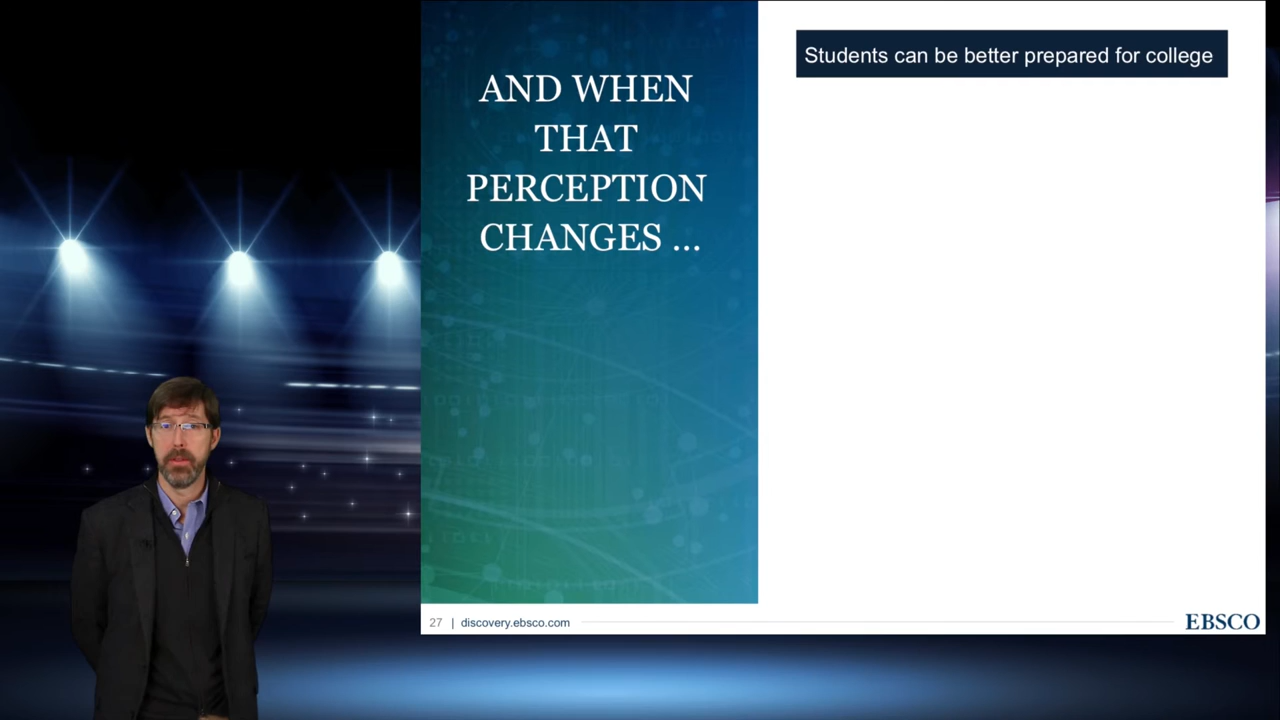 AND WHEN
THAT
PERCEPTION
CHANGES ...
Students can be better prepared for college
27 | discovery.ebsco.com
EBSCO